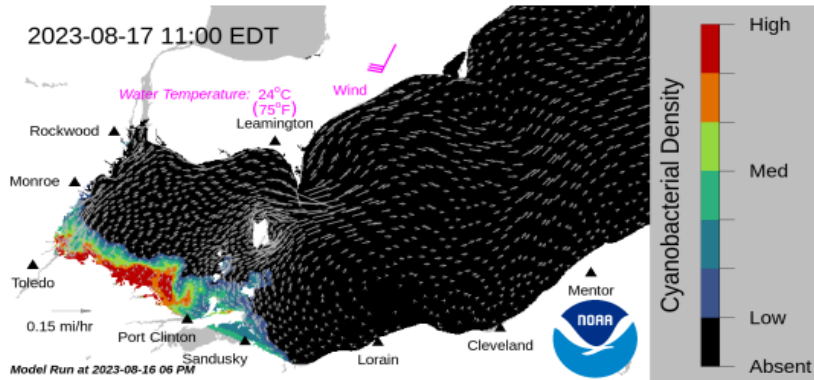 2023-08-17 11:00 EDT
High
Water Temperature: 24°C
(75°F)
Wind
Rockwood
Leamington
Monroe
Med
Cyanobacterial Density
Toledo
Mentor
0.15 mi/hr
NOAA
Low
Port Clinton
Cleveland
Sandusky
Lorain
Absent
Model Run at 2023-08-16 06 PM